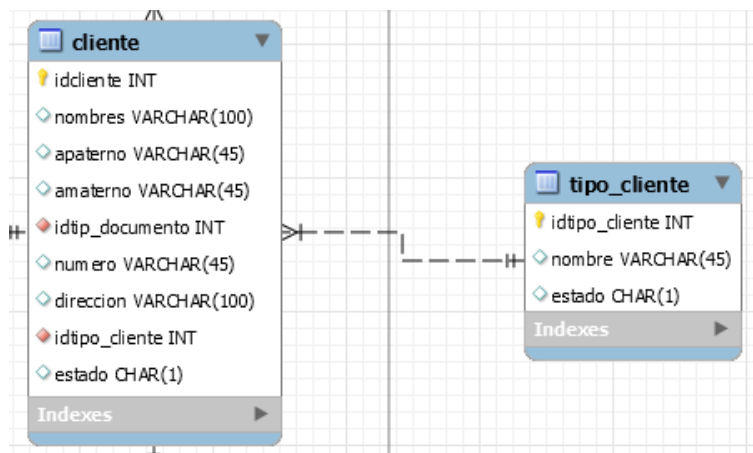 cliente
idcliente INT
nombres VARCHAR(100)
apaterno VARCHAR(45)
amaterno VARCHAR(45)
idtip_documento INT
numero VARCHAR(45)
direccion VARCHAR(100)
idtipo_cliente INT
estado CHAR(1)
Indexes
tipo_cliente
idtipo_cliente INT
nombre VARCHAR(45)
estado CHAR(1)
Indexes